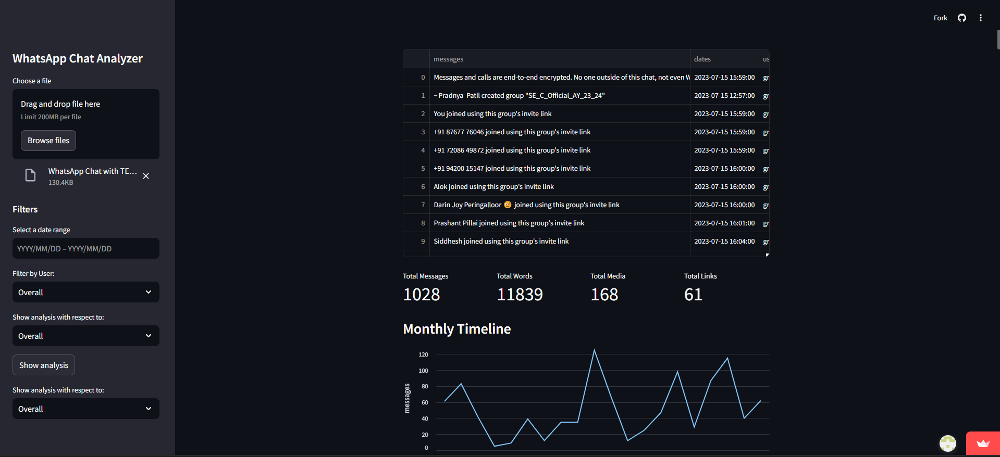 Fork
WhatsApp Chat Analyzer
Choose a file
Drag and drop file here
Limit 200MB per file
Browse files
WhatsApp Chat with TE...
130.4KB
Filters
Select a date range
YYYY/MM/DD – YYYY/MM/DD
Filter by User:
Overall
Show analysis with respect to:
Overall
Show analysis
Show analysis with respect to:
Overall
messages dates us
0 Messages and calls are end-to-end encrypted. No one outside of this chat, not even W 2023-07-15 15:59:00 gr
1 ~ Pradnya Patil created group "SE_C_Official_AY_23_24" 2023-07-15 12:57:00 gr
2 You joined using this group's invite link 2023-07-15 15:59:00 gr
3 +91 87677 76046 joined using this group's invite link 2023-07-15 15:59:00 gr
4 +91 72086 49872 joined using this group's invite link 2023-07-15 15:59:00 gr
5 +91 94200 15147 joined using this group's invite link 2023-07-15 16:00:00 gr
6 Alok joined using this group's invite link 2023-07-15 16:00:00 gr
7 Darin Joy Peringalloor 😉 joined using this group's invite link 2023-07-15 16:00:00 gr
8 Prashant Pillai joined using this group's invite link 2023-07-15 16:01:00 gr
9 Siddhesh joined using this group's invite link 2023-07-15 16:04:00 gr
Total Messages Total Words Total Media Total Links
1028 11839 168 61
Monthly Timeline
messages
120
100
80
60
40
20
0